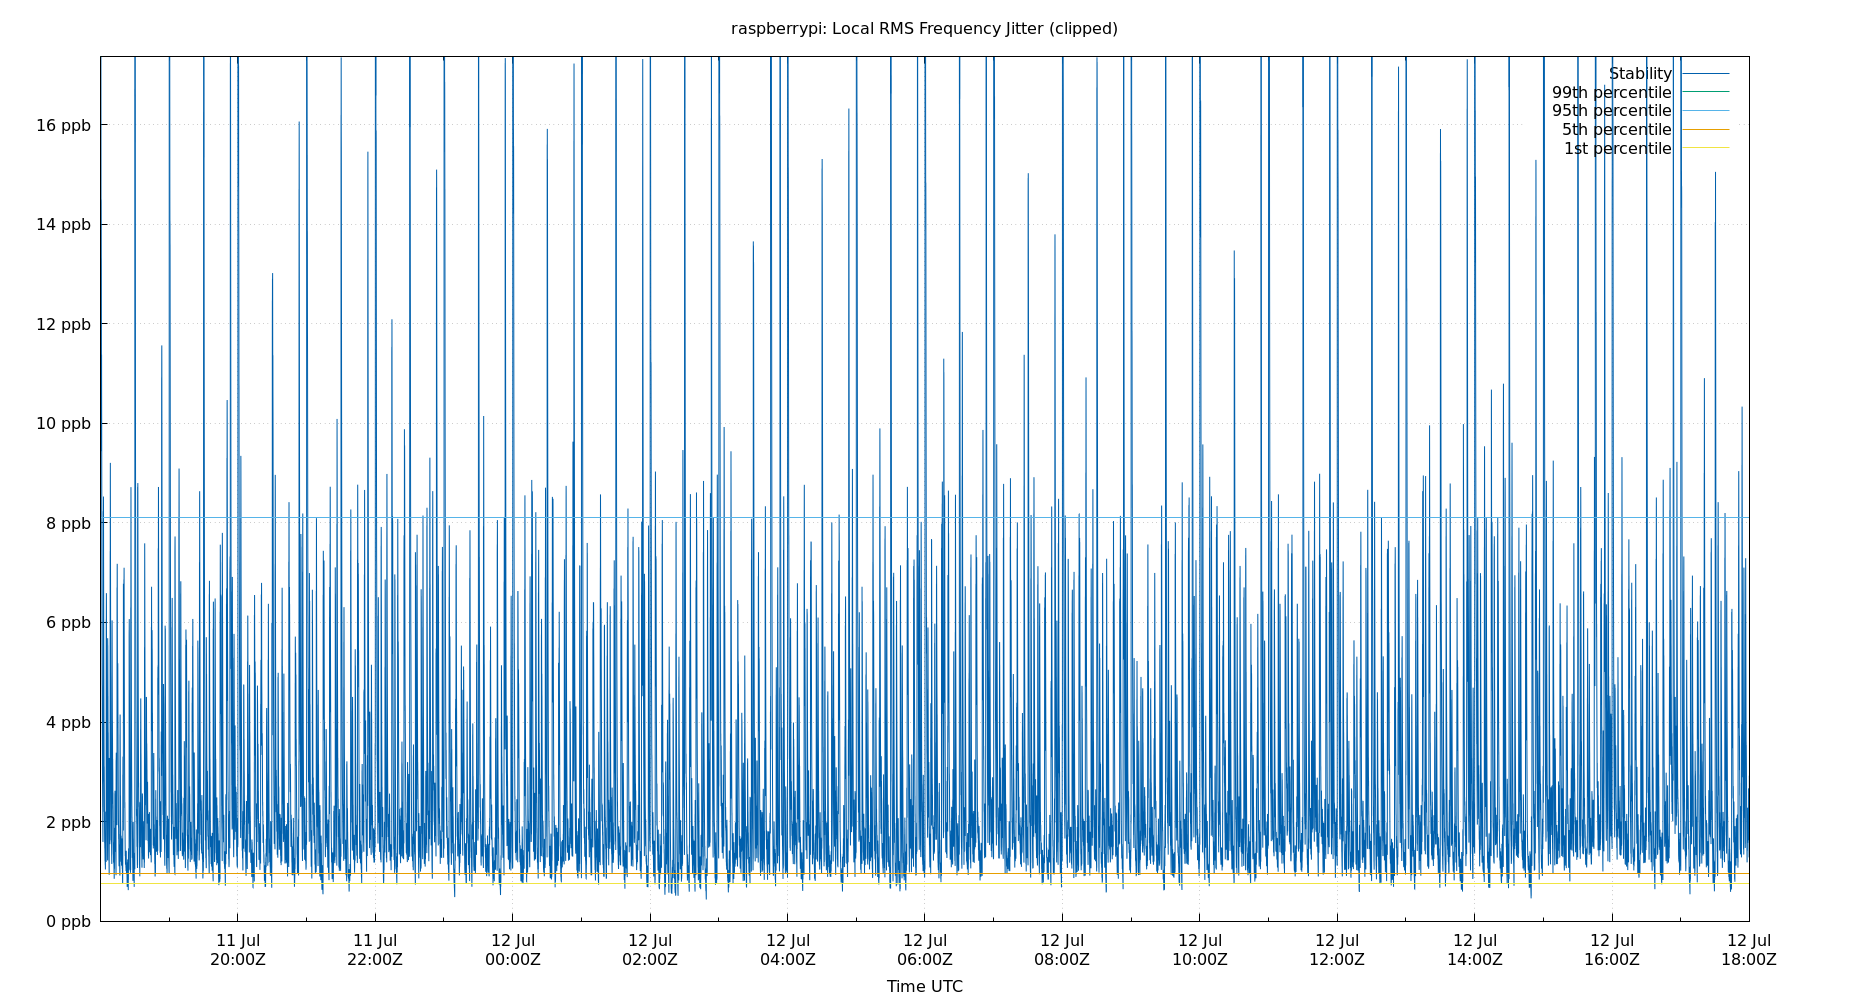 raspberrypi: Local RMS Frequency Jitter (clipped)
Stability
99th percentile
95th percentile
5th percentile
1st percentile
16 ppb
14 ppb
12 ppb
10 ppb
8 ppb
6 ppb
4 ppb
2 ppb
0 ppb
11 Jul 11 Jul 12 Jul 12 Jul 12 Jul 12 Jul 12 Jul 12 Jul 12 Jul 12 Jul 12 Jul 12 Jul
20:00Z 22:00Z 00:00Z 02:00Z 04:00Z 06:00Z 08:00Z 10:00Z 12:00Z 14:00Z 16:00Z 18:00Z
Time UTC